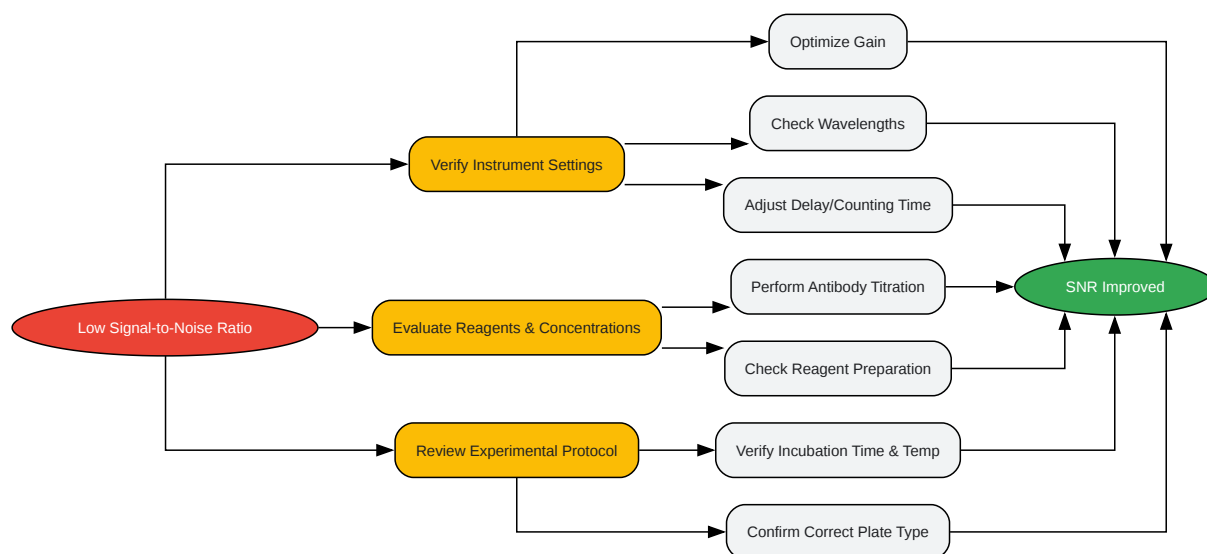 Optimize Gain
Check Wavelengths
Verify Instrument Settings
Adjust Delay/Counting Time
Perform Antibody Titration
SNR Improved
Low Signal-to-Noise Ratio
Evaluate Reagents & Concentrations
Check Reagent Preparation
Review Experimental Protocol
Verify Incubation Time & Temp
Confirm Correct Plate Type